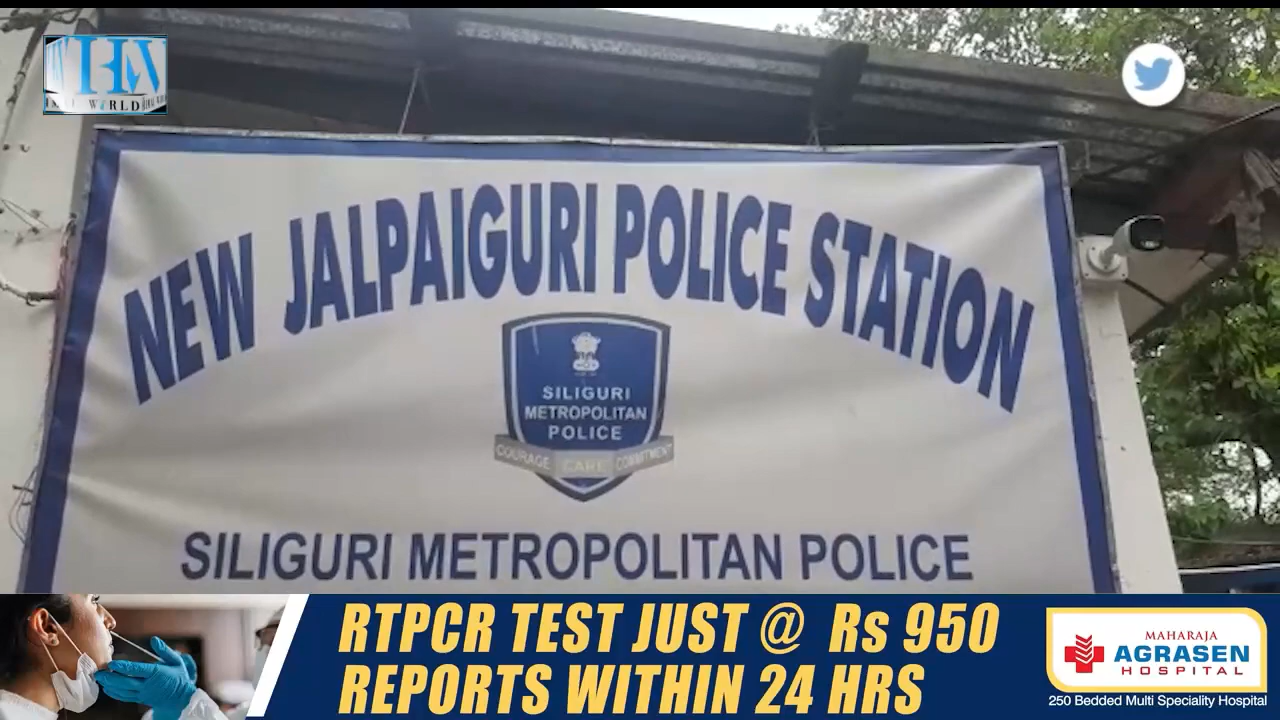 WORLD
NEW JALPAIGURI POLICE STATION
SILIGURI
METROPOLITAN
POLICE
COURAGE CARE COMMITMENT
SILIGURI METROPOLITAN POLICE
RTPCR TEST JUST @ Rs 950
REPORTS WITHIN 24 HRS
MAHARAJA
AGRASEN
HOSPITAL
250 Bedded Multi Speciality Hospital